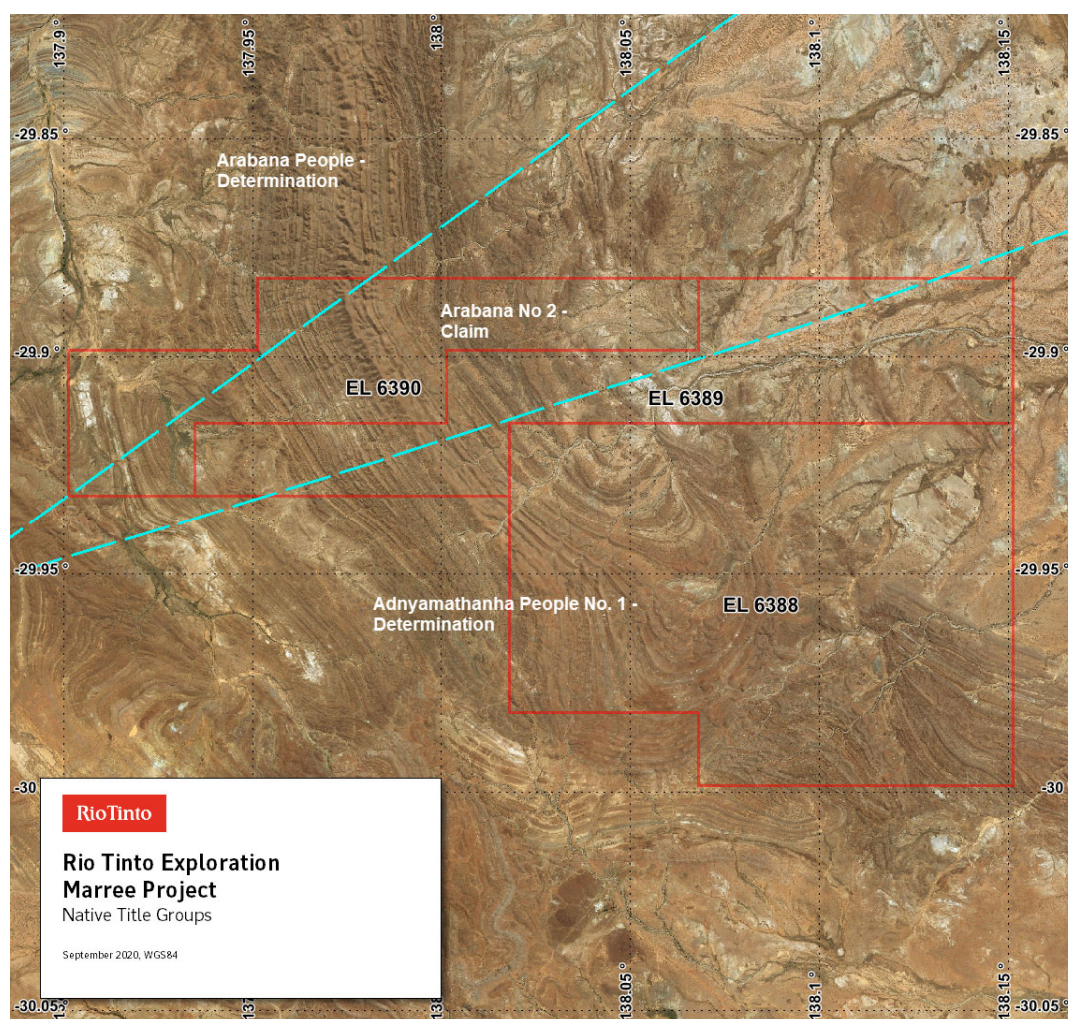 137.9 °
137.95 °
138 °
138.05 °
138.1 °
138.15 °
-29.85 °
-29.85 °
Arabana People -
Determination
Arabana No 2 -
Claim
-29.9 °
-29.9 °
EL 6390
EL 6389
-29.95 °
-29.95 °
Adnyamathanha People No. 1 -
Determination
EL 6388
-30
-30
RioTinto
Rio Tinto Exploration
Marree Project
Native Title Groups
September 2020, WGS84
-30.05 °
138.05 °
138.1 °
138.15 °
-30.05 °